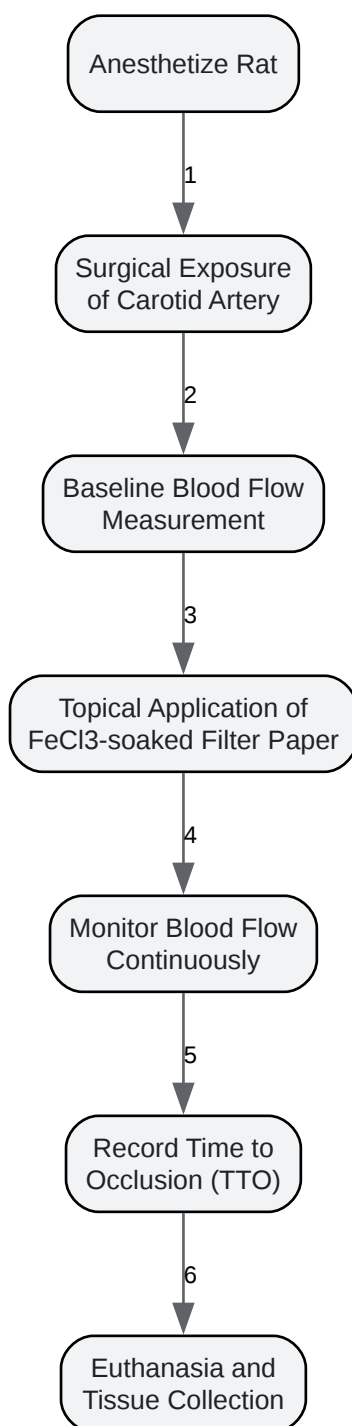 Anesthetize Rat
1
Surgical Exposure
of Carotid Artery
2
Baseline Blood Flow
Measurement
3
Topical Application of
FeCl3-soaked Filter Paper
4
Monitor Blood Flow
Continuously
5
Record Time to
Occlusion (TTO)
6
Euthanasia and
Tissue Collection